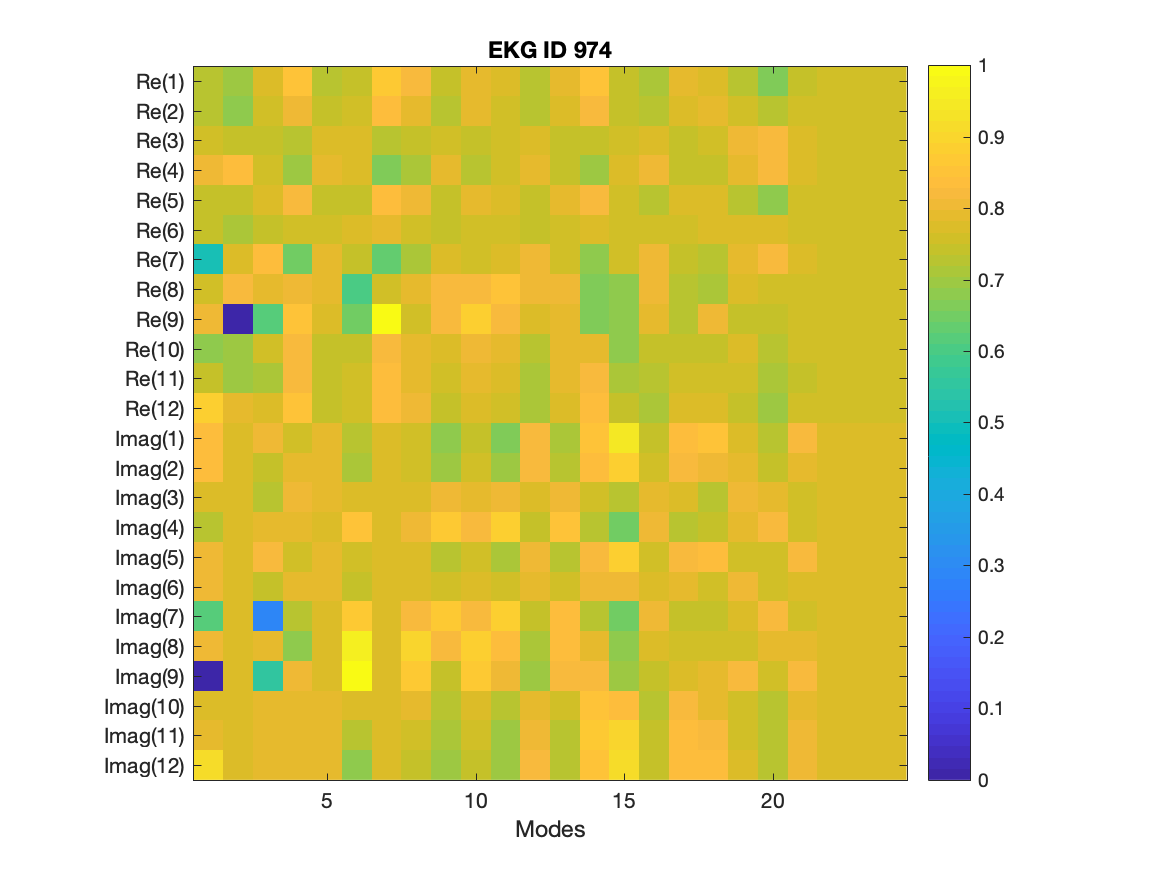 EKG ID 974
Re(1)
Re(2)
Re(3)
Re(4)
Re(5)
Re(6)
Re(7)
Re(8)
Re(9)
Re(10)
Re(11)
Re(12)
Imag(1)
Imag(2)
Imag(3)
Imag(4)
Imag(5)
Imag(6)
Imag(7)
Imag(8)
Imag(9)
Imag(10)
Imag(11)
Imag(12)
5 10 15 20
Modes
1
0.9
0.8
0.7
0.6
0.5
0.4
0.3
0.2
0.1
0